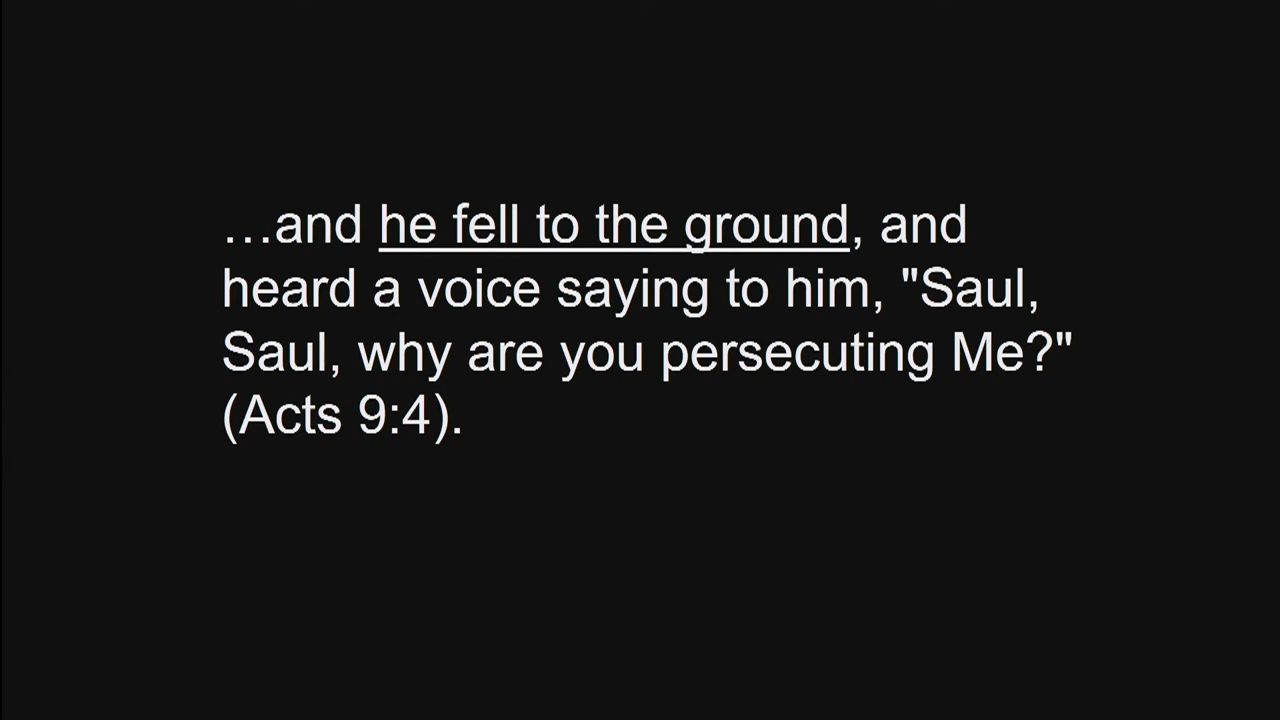 …and he fell to the ground, and
heard a voice saying to him, "Saul,
Saul, why are you persecuting Me?"
(Acts 9:4).